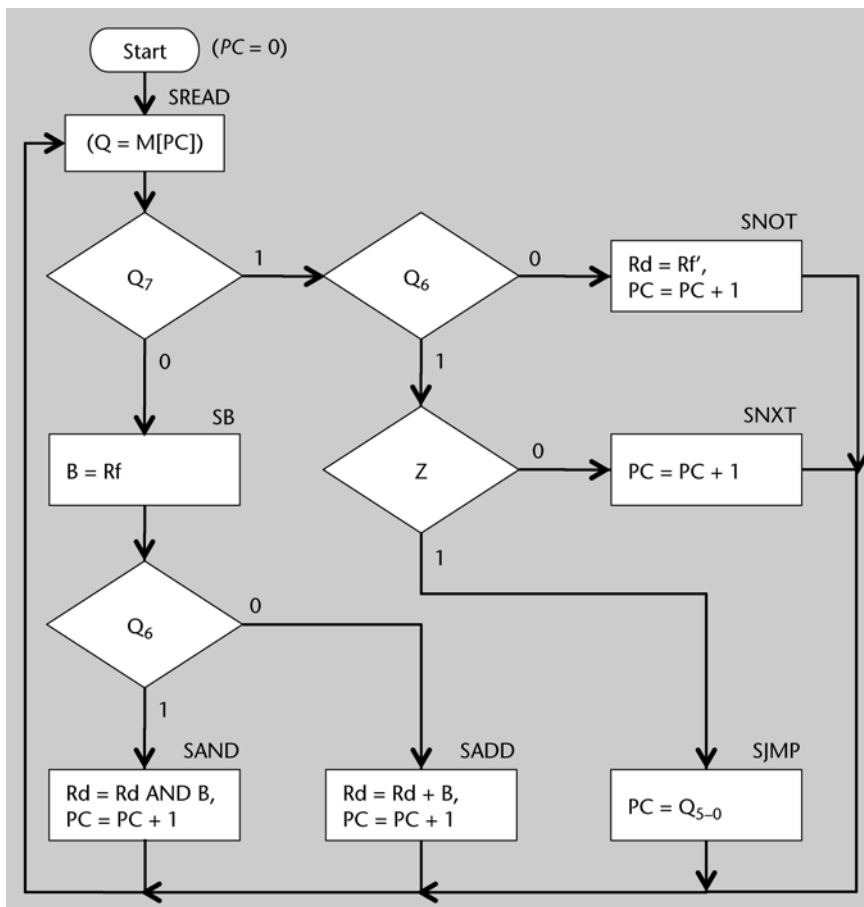 Start
(PC = 0)
SREAD
(Q = M[PC])
Q₇
1
0
Q₆
0
1
SNOT
Rd = Rf′,
PC = PC + 1
SB
B = Rf
Z
0
1
SNXT
PC = PC + 1
Q₆
0
1
SAND
Rd = Rd AND B,
PC = PC + 1
SADD
Rd = Rd + B,
PC = PC + 1
SJMP
PC = Q₅₋₀